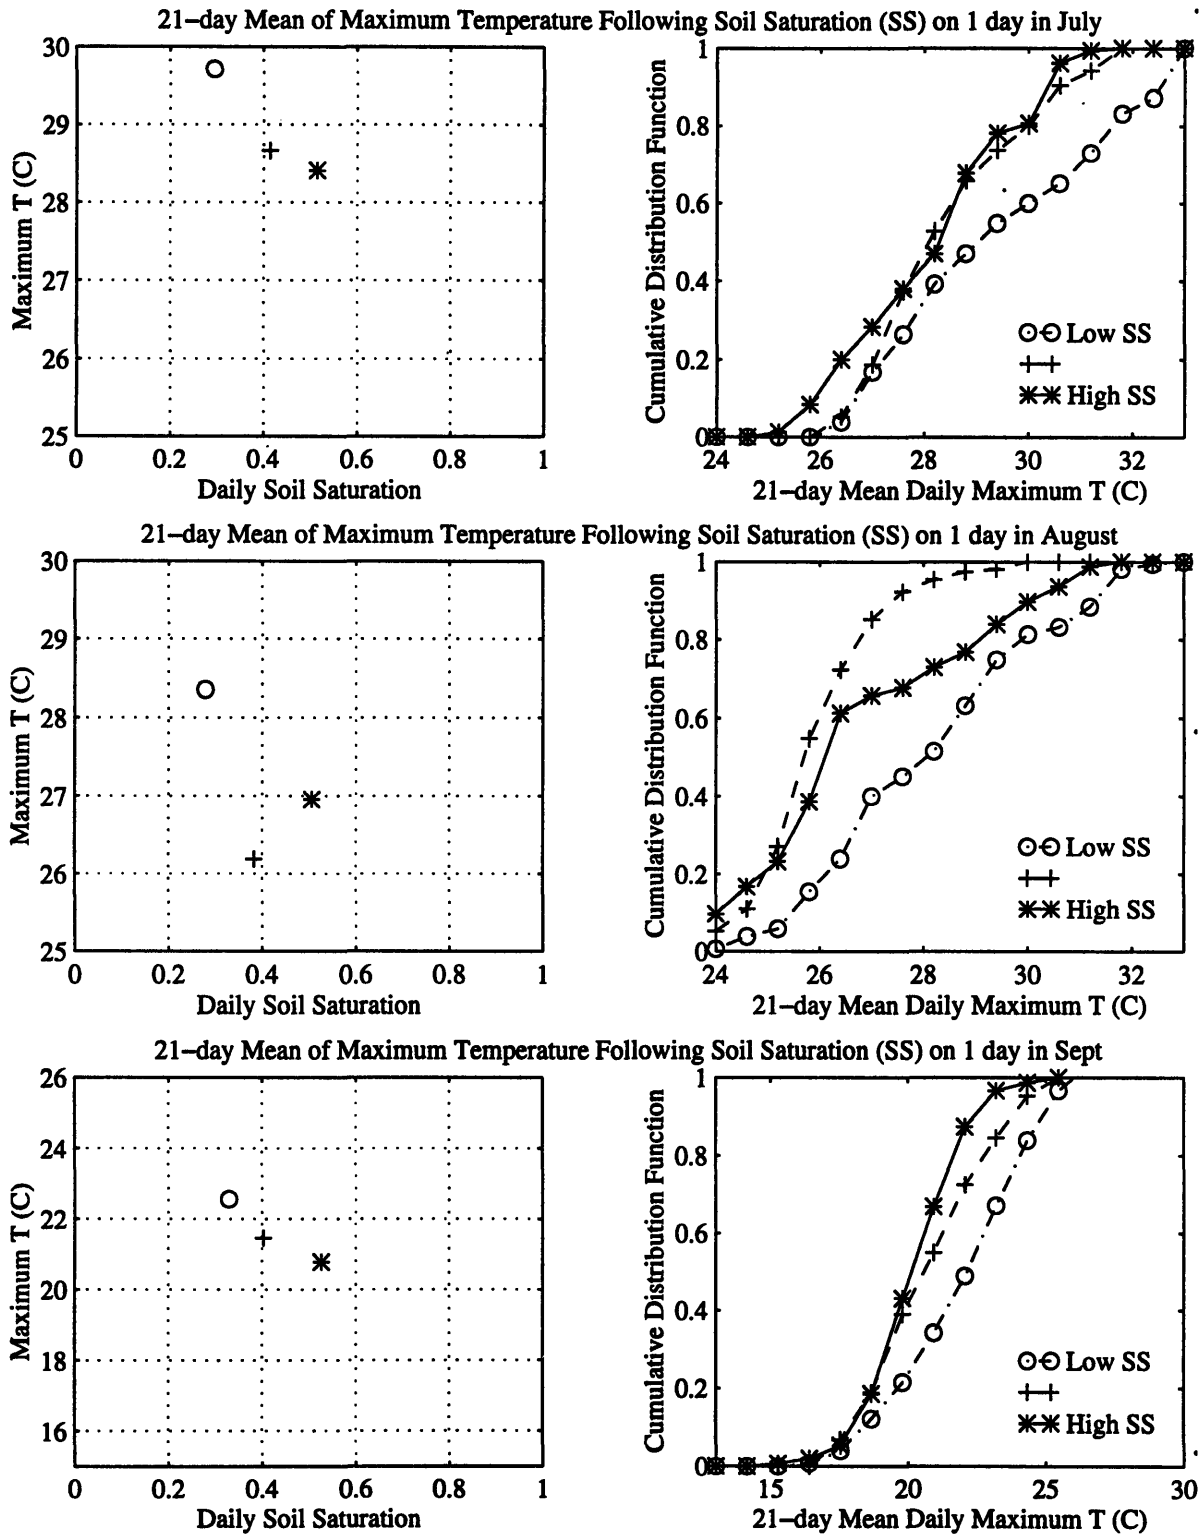 21–day Mean of Maximum Temperature Following Soil Saturation (SS) on 1 day in July
30
29
28
27
26
25
0 0.2 0.4 0.6 0.8 1
Maximum T (C)
Daily Soil Saturation
1
0.8
0.6
0.4
0.2
0
24 26 28 30 32
Cumulative Distribution Function
Low SS
High SS
21–day Mean Daily Maximum T (C)
21–day Mean of Maximum Temperature Following Soil Saturation (SS) on 1 day in August
30
29
28
27
26
25
0 0.2 0.4 0.6 0.8 1
Maximum T (C)
Daily Soil Saturation
1
0.8
0.6
0.4
0.2
0
24 26 28 30 32
Cumulative Distribution Function
Low SS
High SS
21–day Mean Daily Maximum T (C)
21–day Mean of Maximum Temperature Following Soil Saturation (SS) on 1 day in Sept
26
24
22
20
18
16
0 0.2 0.4 0.6 0.8 1
Maximum T (C)
Daily Soil Saturation
1
0.8
0.6
0.4
0.2
0
15 20 25 30
Cumulative Distribution Function
Low SS
High SS
21–day Mean Daily Maximum T (C)